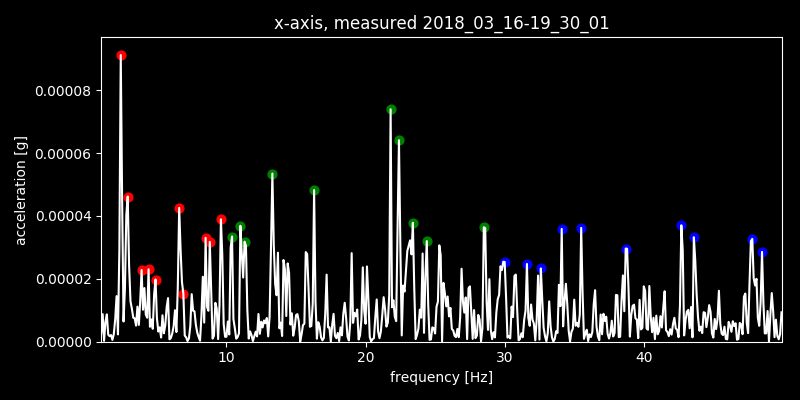 x-axis, measured 2018_03_16-19_30_01
acceleration [g]
0.00008
0.00006
0.00004
0.00002
0.00000
10 20 30 40
frequency [Hz]